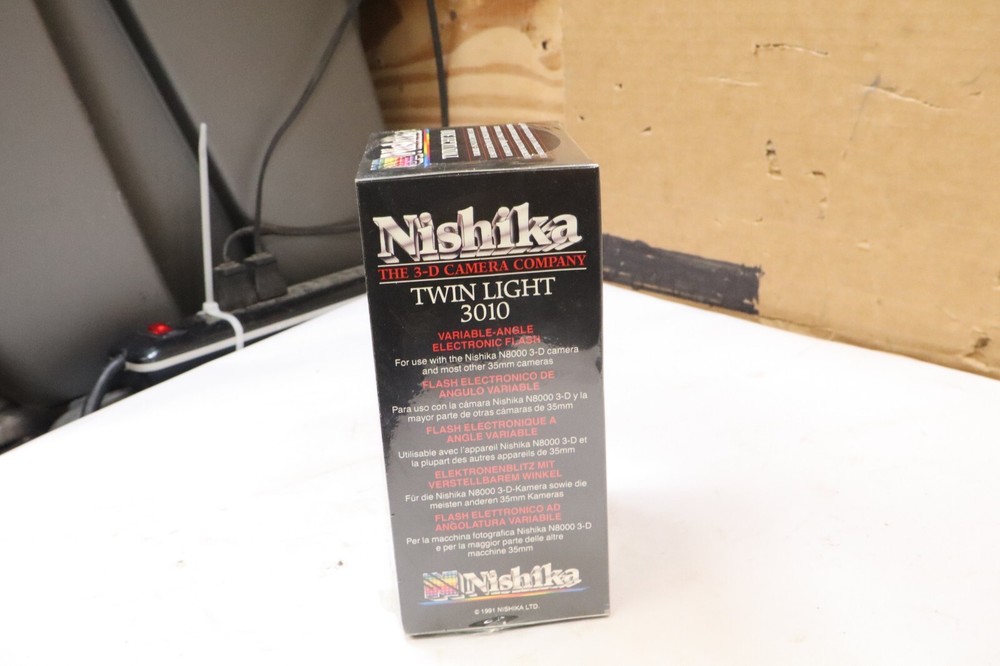 Nishika
THE 3-D CAMERA COMPANY
TWIN LIGHT
3010
VARIABLE-ANGLE
ELECTRONIC FLASH
For use with the Nishika N8000 3-D camera
and most other 35mm cameras
FLASH ELECTRONICO DE
ANGULO VARIABLE
Para uso con la cámara Nishika N8000 3-D y la
mayor parte de otras cámaras de 35mm
FLASH ELECTRONIQUE A
ANGLE VARIABLE
Utilisable avec l'appareil Nishika N8000 3-D et
la plupart des autres appareils de 35mm
ELEKTRONENBLITZ MIT
VERSTELLBAREM WINKEL
Für die Nishika N8000 3-D-Kamera sowie die
meisten anderen 35mm Kameras
FLASH ELETTRONICO AD
ANGOLATURA VARIABILE
Per la macchina fotografica Nishika N8000 3-D
e per la maggior parte delle altre
macchine 35mm
Nishika
© 1991 NISHIKA LTD.